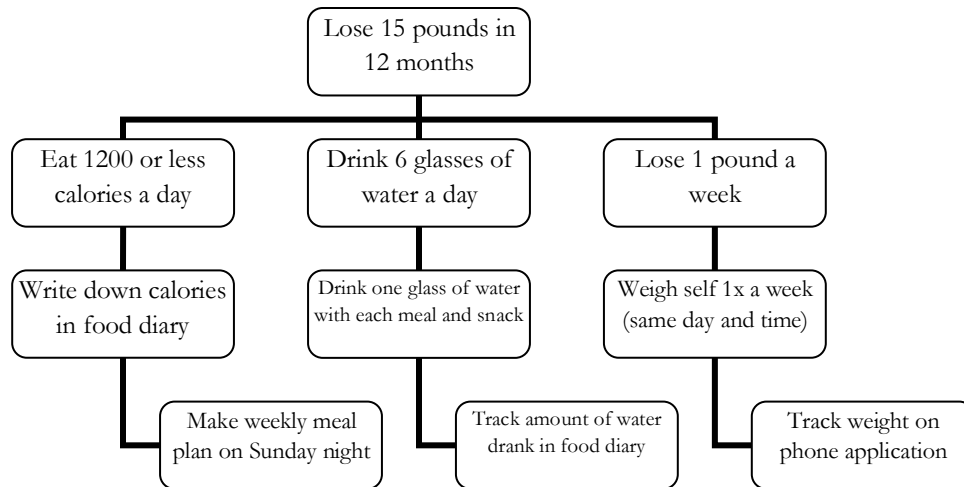 Lose 15 pounds in
12 months
Eat 1200 or less
calories a day
Drink 6 glasses of
water a day
Lose 1 pound a
week
Write down calories
in food diary
Drink one glass of water
with each meal and snack
Weigh self 1x a week
(same day and time)
Make weekly meal
plan on Sunday night
Track amount of water
drank in food diary
Track weight on
phone application